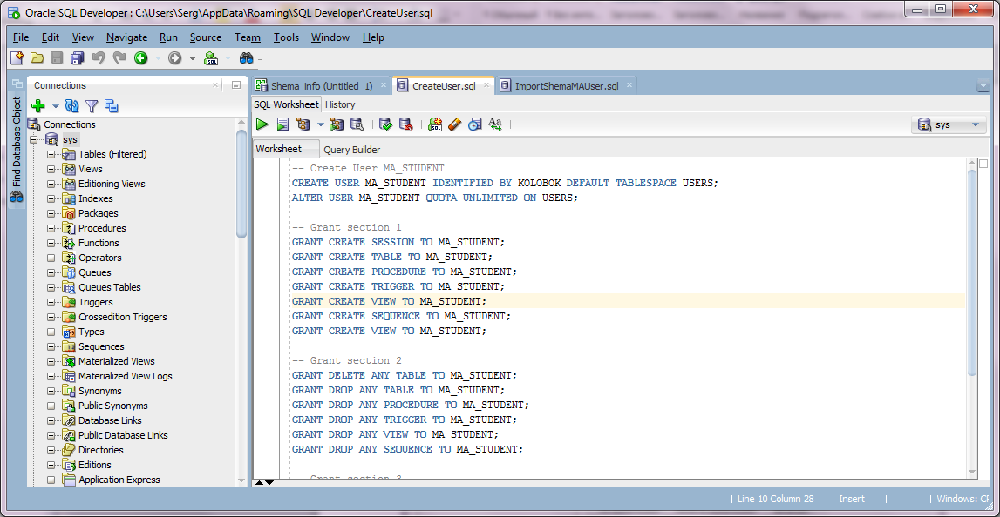 Oracle SQL Developer : C:\Users\Serg\AppData\Roaming\SQL Developer\CreateUser.sql
File Edit View Navigate Run Source Team Tools Window Help
Find Database Object
Connections
Connections
sys
Tables (Filtered)
Views
Editioning Views
Indexes
Packages
Procedures
Functions
Operators
Queues
Queues Tables
Triggers
Crossedition Triggers
Types
Sequences
Materialized Views
Materialized View Logs
Synonyms
Public Synonyms
Database Links
Public Database Links
Directories
Editions
Application Express
Shema_info (Untitled_1) CreateUser.sql ImportShemaMAUser.sql
SQL Worksheet History
sys
Worksheet Query Builder
-- Create User MA_STUDENT
CREATE USER MA_STUDENT IDENTIFIED BY KOLOBOK DEFAULT TABLESPACE USERS;
ALTER USER MA_STUDENT QUOTA UNLIMITED ON USERS;
-- Grant section 1
GRANT CREATE SESSION TO MA_STUDENT;
GRANT CREATE TABLE TO MA_STUDENT;
GRANT CREATE PROCEDURE TO MA_STUDENT;
GRANT CREATE TRIGGER TO MA_STUDENT;
GRANT CREATE VIEW TO MA_STUDENT;
GRANT CREATE SEQUENCE TO MA_STUDENT;
GRANT CREATE VIEW TO MA_STUDENT;
-- Grant section 2
GRANT DELETE ANY TABLE TO MA_STUDENT;
GRANT DROP ANY TABLE TO MA_STUDENT;
GRANT DROP ANY PROCEDURE TO MA_STUDENT;
GRANT DROP ANY TRIGGER TO MA_STUDENT;
GRANT DROP ANY VIEW TO MA_STUDENT;
GRANT DROP ANY SEQUENCE TO MA_STUDENT;
-- Grant section 3
Line 10 Column 28 Insert Windows: